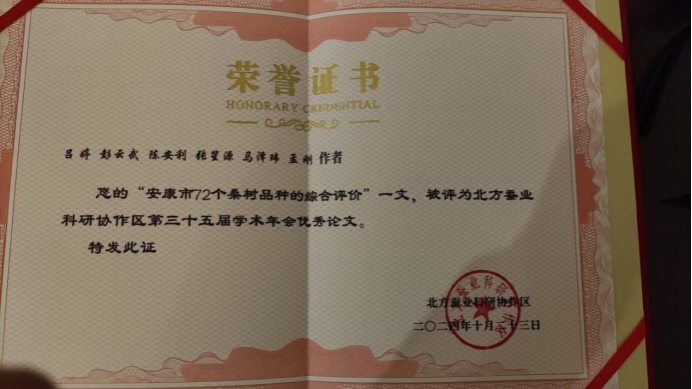 荣誉证书
HONORARY CREDENTIAL
吕婷 彭云武 陈安利 张堂源 马泽玮 孟刚 作者
您的“安康市72个桑树品种的综合评价”一文，被评为北方蚕业
科研协作区第三十五届学术年会优秀论文。
特发此证
北方蚕业科研协作区
二〇二四年十月二十三日